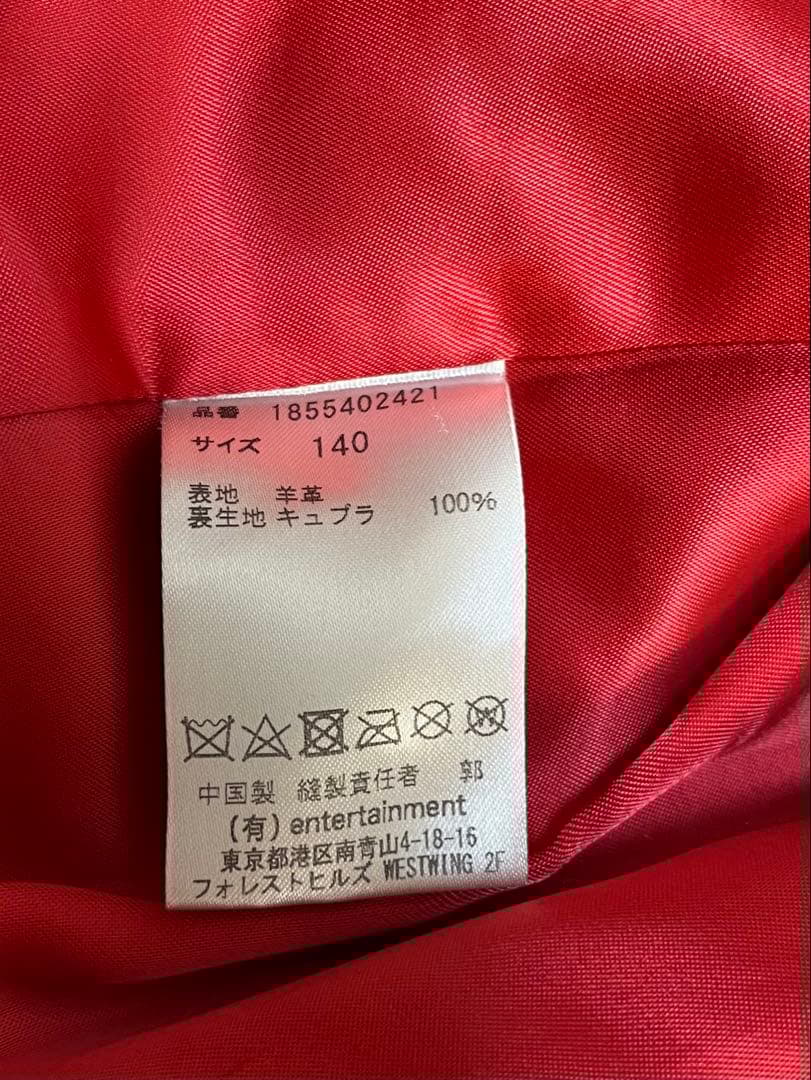 品番 1855402421
サイズ 140
表地 羊革
裏生地 キュプラ 100%
中国製 縫製責任者 郭
(有) entertainment
東京都港区南青山4-18-16
フォレストヒルズ WESTWING 2F